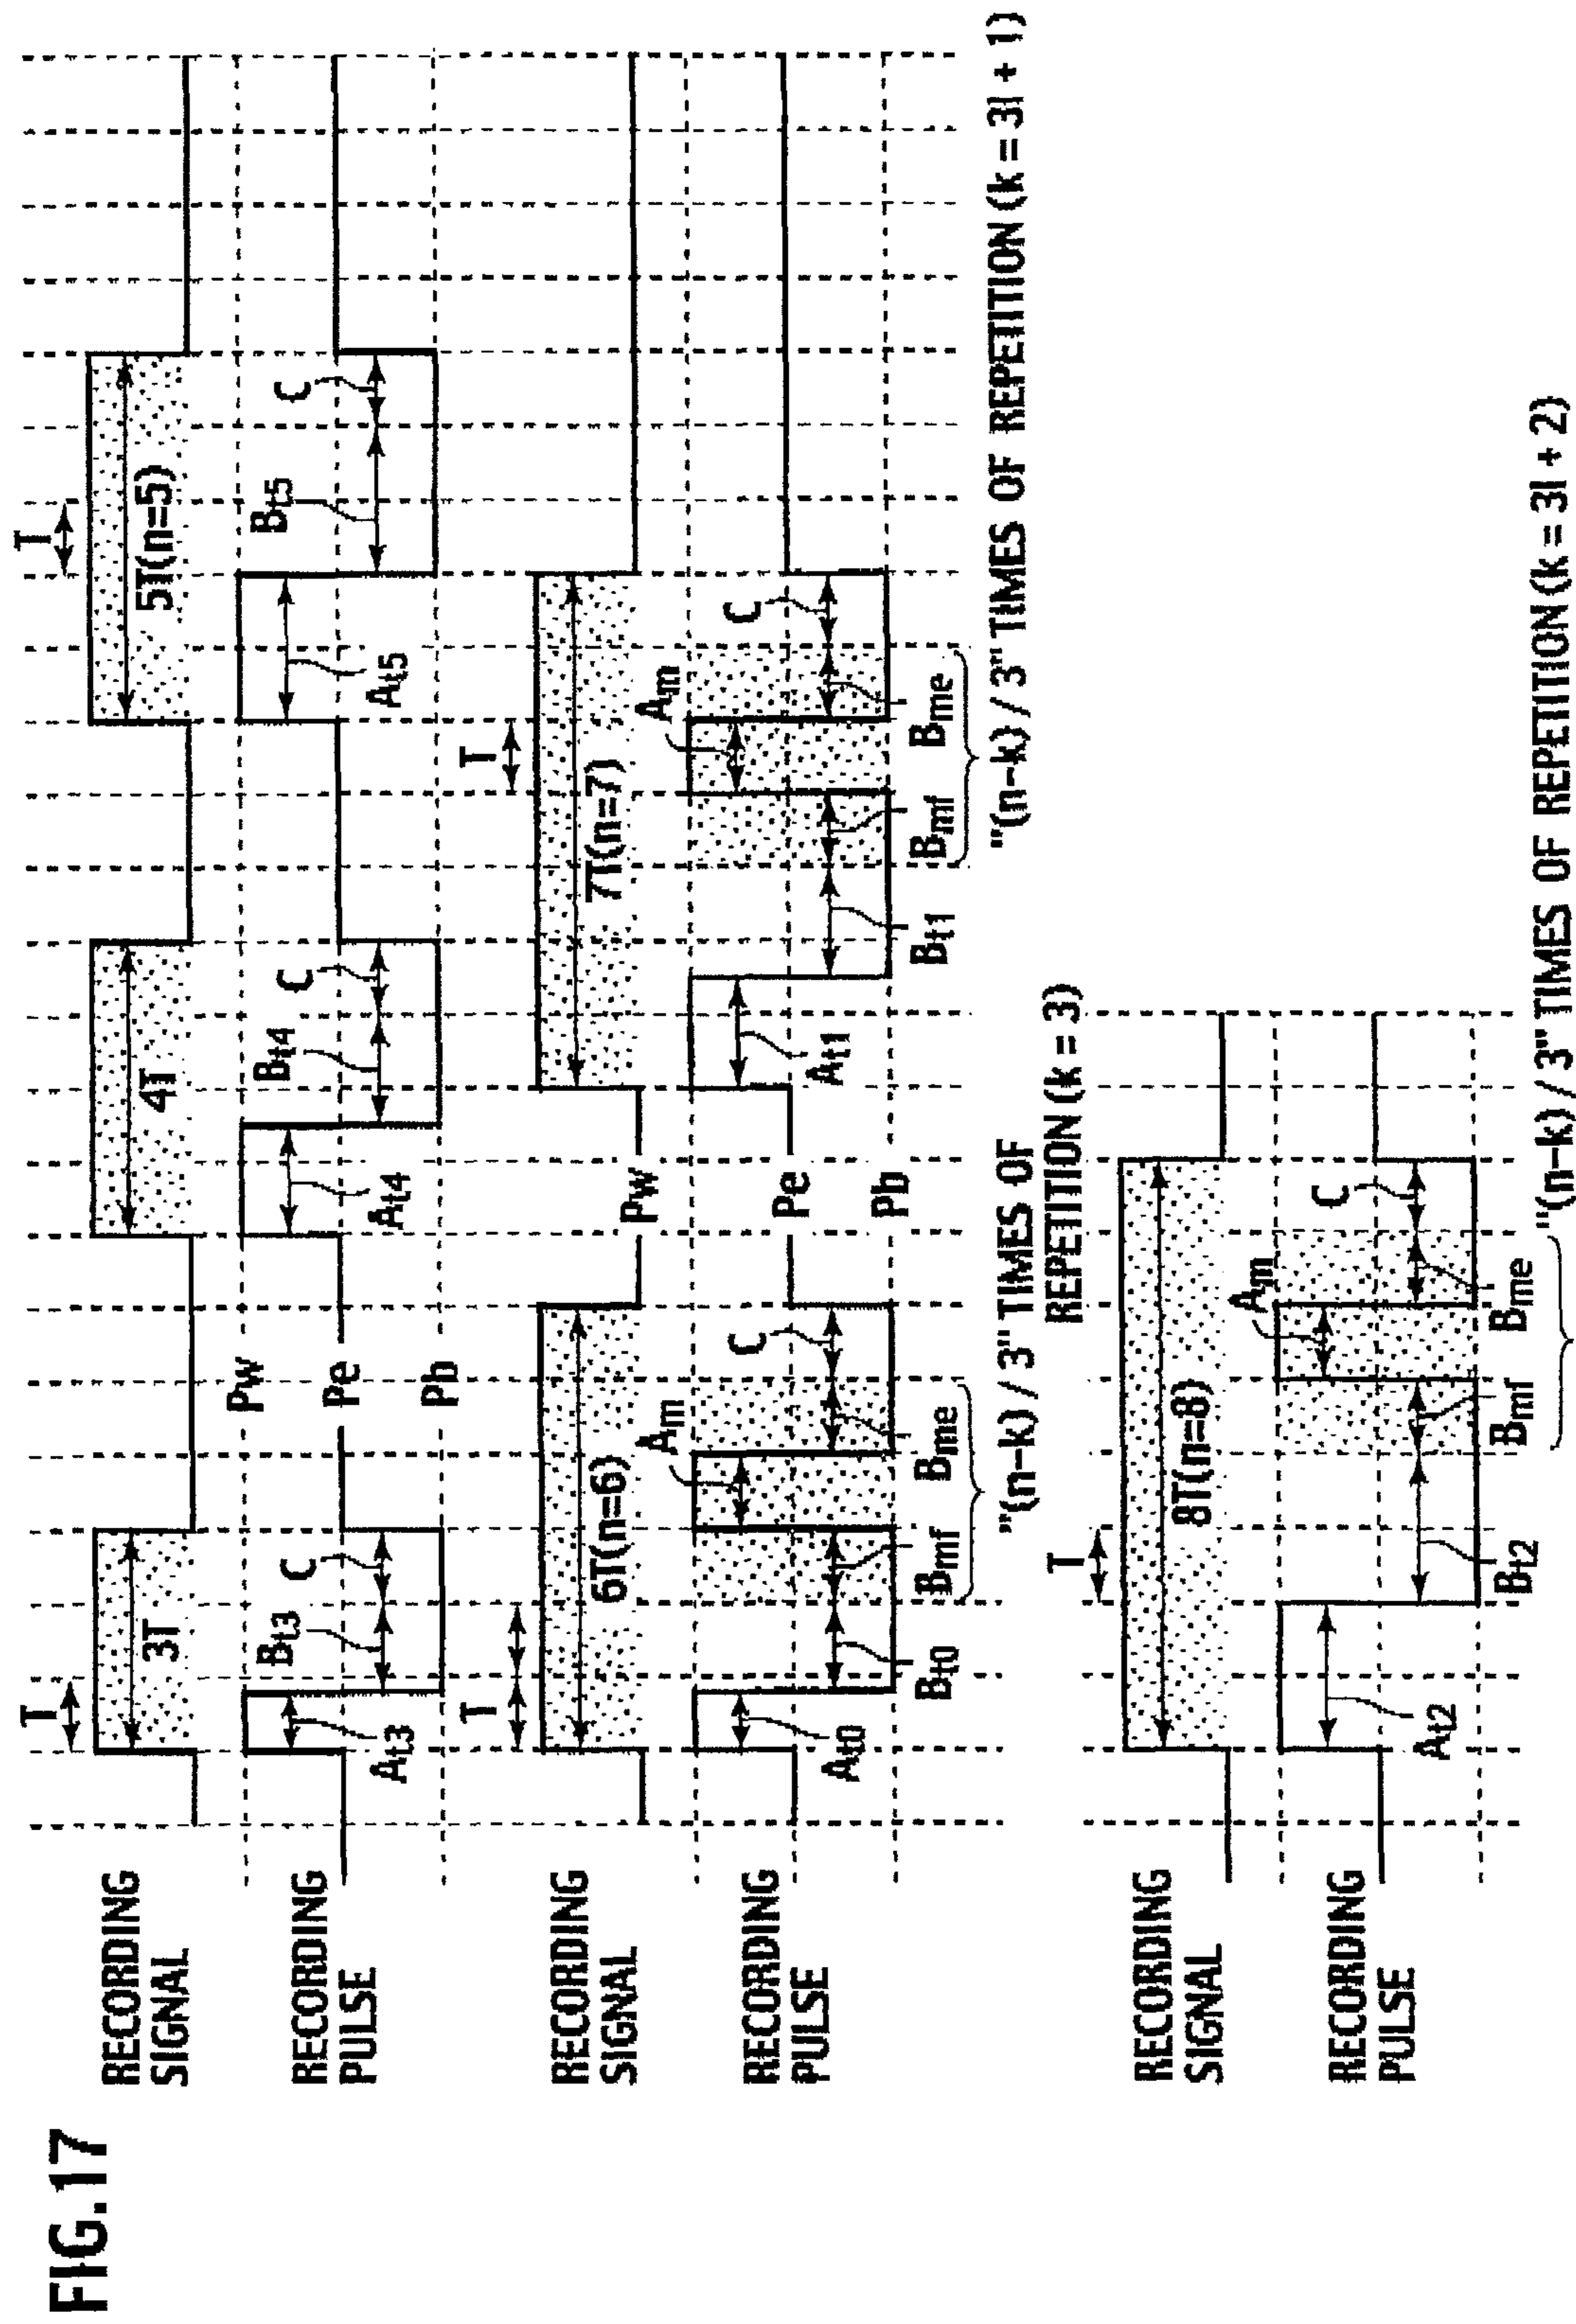 FIG.17
RECORDING
SIGNAL
T
3T
4T
T
5T(n=5)
RECORDING
PULSE
Pw
Pe
Pb
At3
Bt3
C
At4
Bt4
C
At5
Bt5
C
RECORDING
SIGNAL
T
6T(n=6)
T
7T(n=7)
RECORDING
PULSE
Pw
Pe
Pb
At0
Bt0
Bmf
Am
Bme
C
At1
Bt1
Bmf
Am
Bme
C
"(n-k)/3" TIMES OF
REPETITION(k=3)
"(n-k)/3" TIMES OF REPETITION(k=3l+1)
RECORDING
SIGNAL
T
8T(n=8)
RECORDING
PULSE
At2
Bt2
Bmf
Am
Bme
C
"(n-k)/3" TIMES OF REPETITION(k=3l+2)